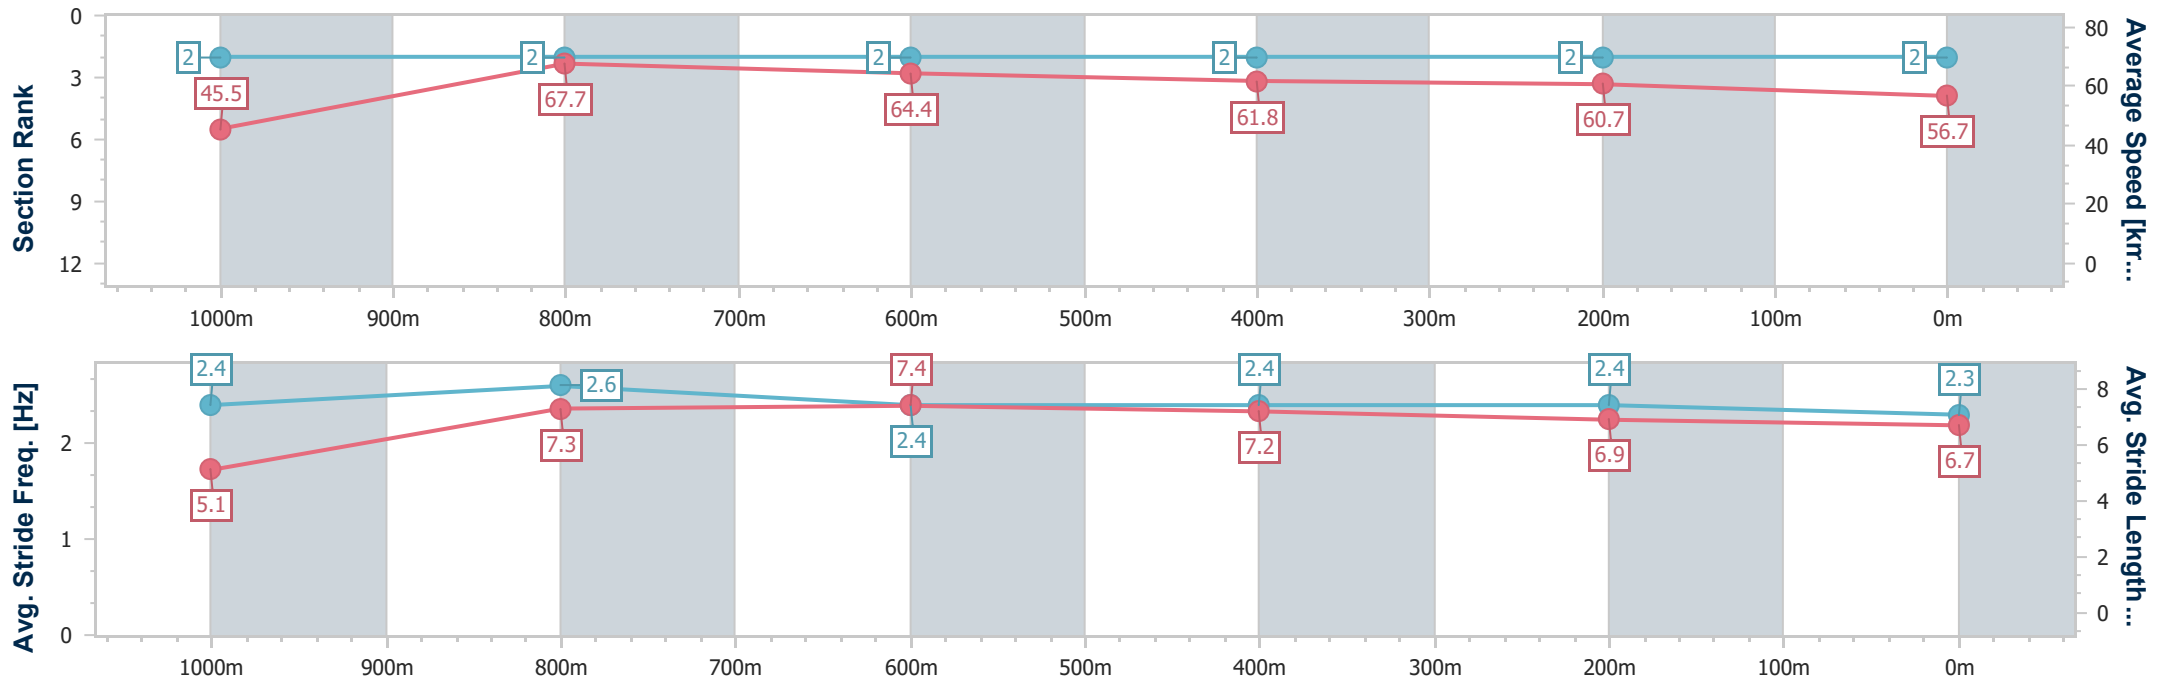 Section Rank
0
3
6
9
12
2 2 2 2 2 2
45.5 67.7 64.4 61.8 60.7 56.7
80
60
40
20
0
Average Speed [km...
1000m 900m 800m 700m 600m 500m 400m 300m 200m 100m 0m
Avg. Stride Freq. [Hz]
2
1
0
2.4 2.6 2.4 2.4 2.4 2.3
5.1 7.3 7.4 7.2 6.9 6.7
8
6
4
2
0
Avg. Stride Length ...
1000m 900m 800m 700m 600m 500m 400m 300m 200m 100m 0m